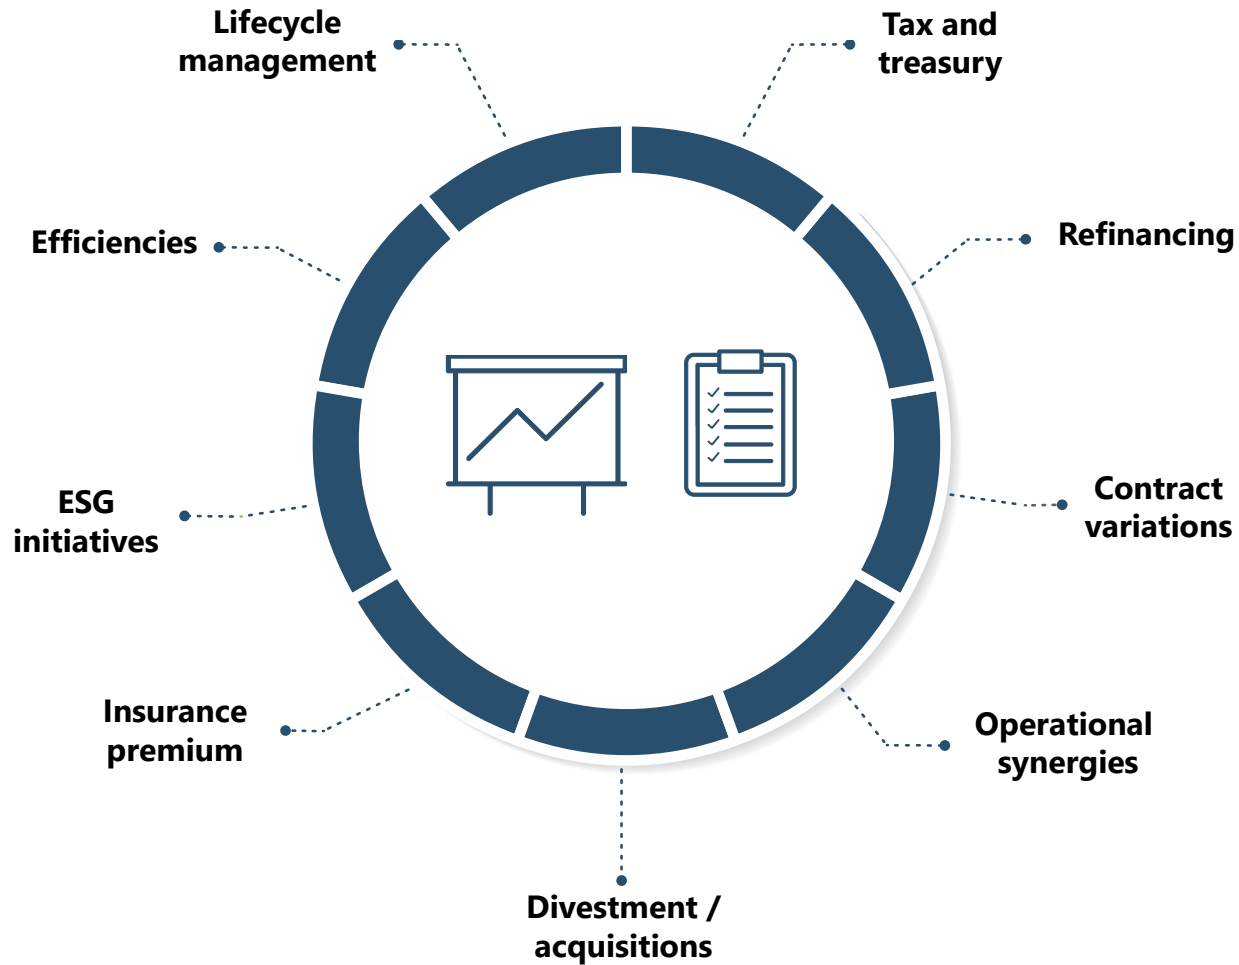 Lifecycle
management
Tax and
treasury
Efficiencies
Refinancing
ESG
initiatives
Contract
variations
Insurance
premium
Operational
synergies
Divestment /
acquisitions